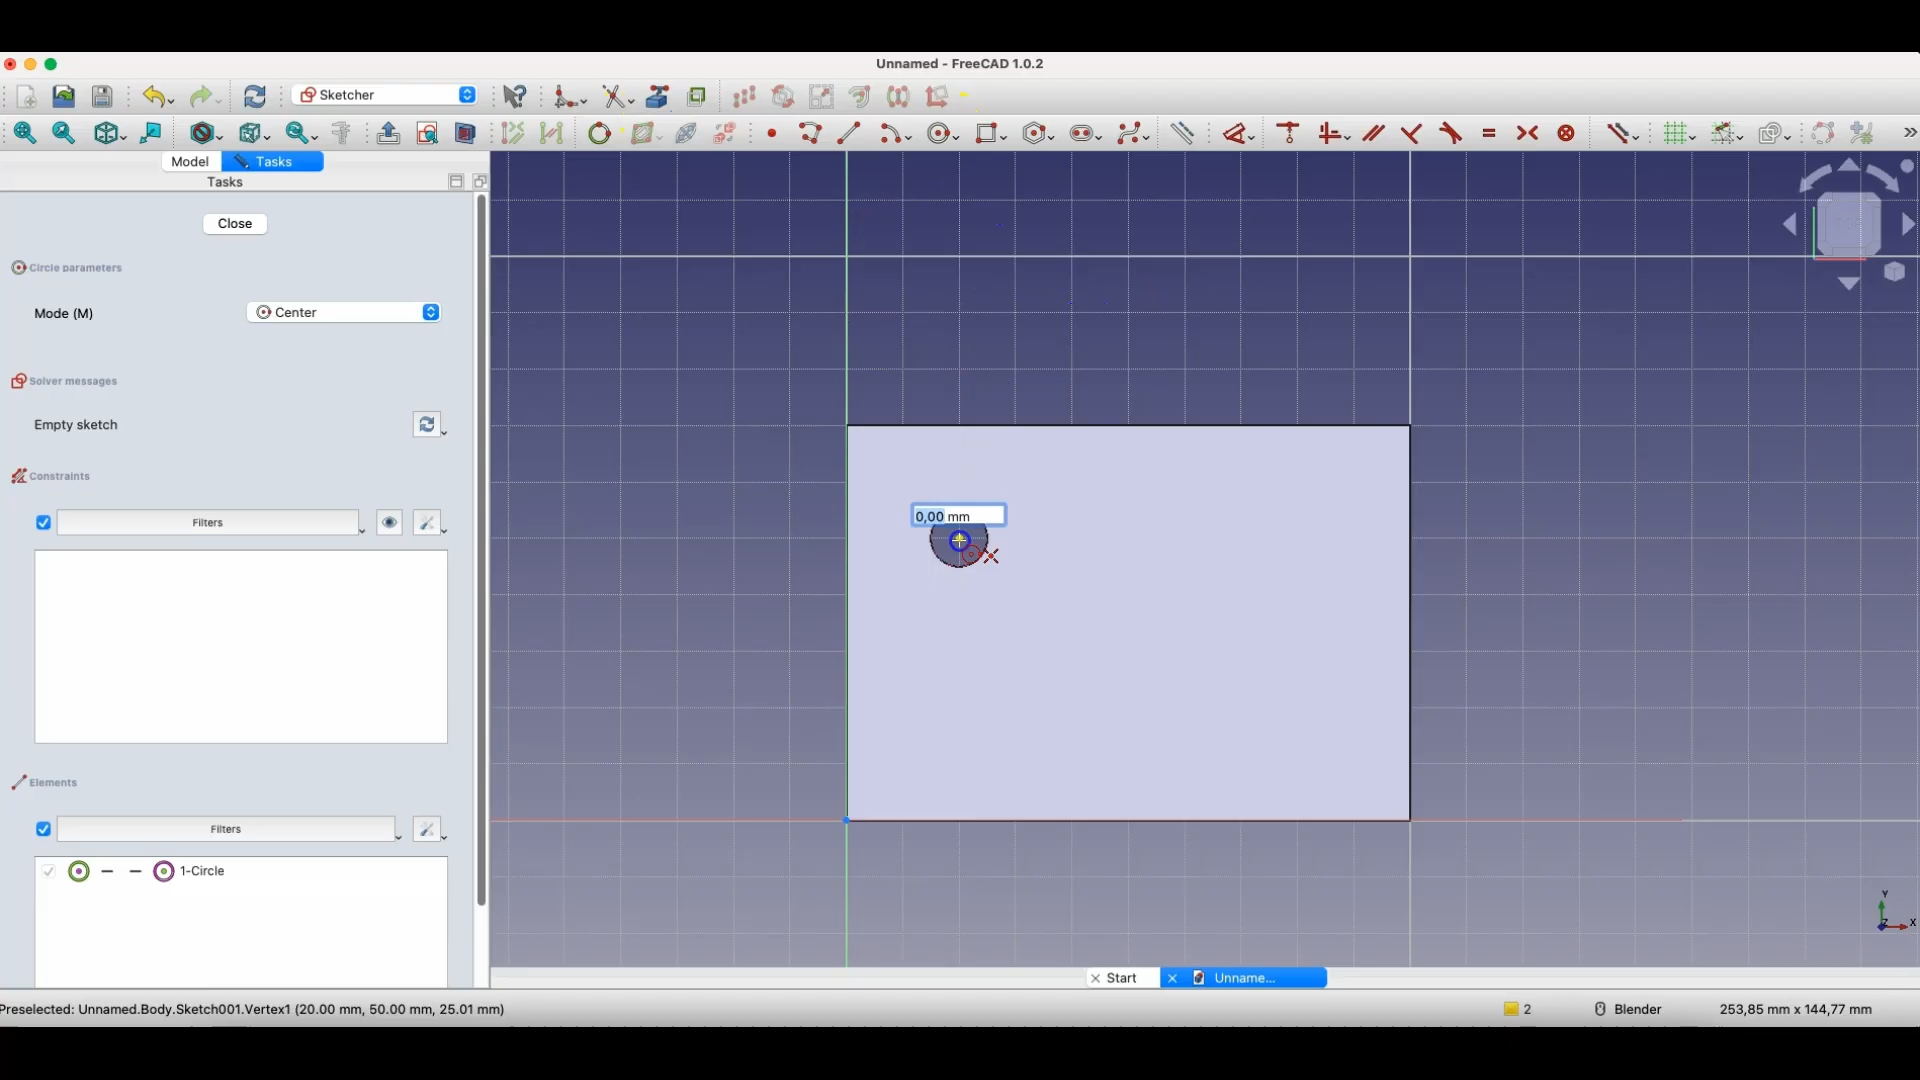 Unnamed - FreeCAD 1.0.2
Sketcher
Model
Tasks
Tasks
Close
Circle parameters
Mode (M)
Center
Solver messages
Empty sketch
Constraints
Filters
Elements
Filters
1-Circle
0,00 mm
Y
Z
X
Start
Unname...
Preselected: Unnamed.Body.Sketch001.Vertex1 (20.00 mm, 50.00 mm, 25.01 mm)
2
Blender
253,85 mm x 144,77 mm